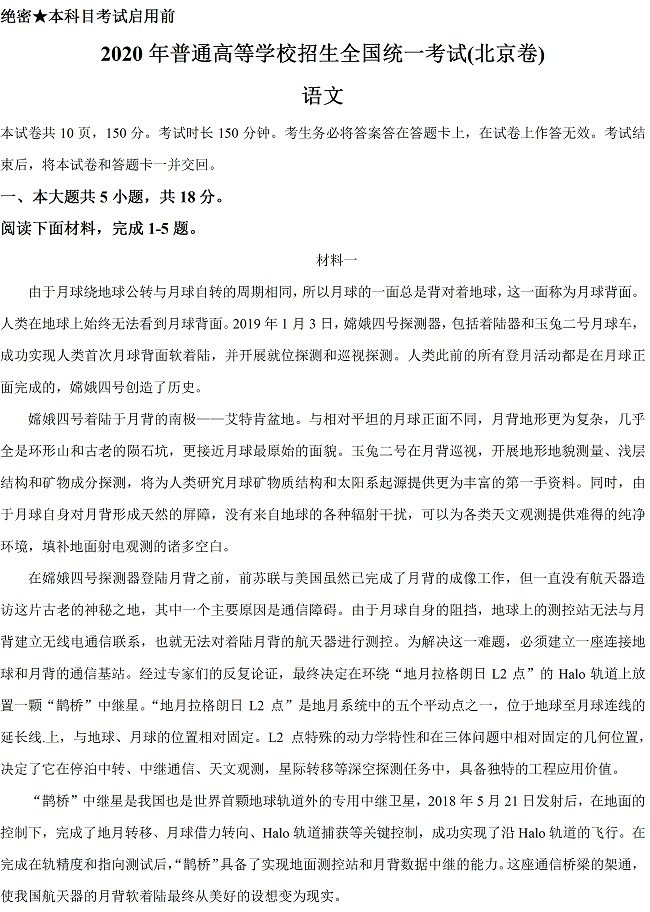 绝密★本科目考试启用前
2020 年普通高等学校招生全国统一考试(北京卷)
语文
本试卷共 10 页，150 分。考试时长 150 分钟。考生务必将答案答在答题卡上，在试卷上作答无效。考试结
束后，将本试卷和答题卡一并交回。
一、本大题共 5 小题，共 18 分。
阅读下面材料，完成 1-5 题。
材料一
由于月球绕地球公转与月球自转的周期相同，所以月球的一面总是背对着地球，这一面称为月球背面。
人类在地球上始终无法看到月球背面。2019 年 1 月 3 日，嫦娥四号探测器，包括着陆器和玉兔二号月球车，
成功实现人类首次月球背面软着陆，并开展就位探测和巡视探测。人类此前的所有登月活动都是在月球正
面完成的，嫦娥四号创造了历史。
嫦娥四号着陆于月背的南极——艾特肯盆地。与相对平坦的月球正面不同，月背地形更为复杂，几乎
全是环形山和古老的陨石坑，更接近月球最原始的面貌。玉兔二号在月背巡视，开展地形地貌测量、浅层
结构和矿物成分探测，将为人类研究月球矿物质结构和太阳系起源提供更为丰富的第一手资料。同时，由
于月球自身对月背形成天然的屏障，没有来自地球的各种辐射干扰，可以为各类天文观测提供难得的纯净
环境，填补地面射电观测的诸多空白。
在嫦娥四号探测器登陆月背之前，前苏联与美国虽然已完成了月背的成像工作，但一直没有航天器造
访这片古老的神秘之地，其中一个主要原因是通信障碍。由于月球自身的阻挡，地球上的测控站无法与月
背建立无线电通信联系，也就无法对着陆月背的航天器进行测控。为解决这一难题，必须建立一座连接地
球和月背的通信基站。经过专家们的反复论证，最终决定在环绕“地月拉格朗日 L2 点”的 Halo 轨道上放
置一颗“鹊桥”中继星。“地月拉格朗日 L2 点”是地月系统中的五个平动点之一，位于地球至月球连线的
延长线.上，与地球、月球的位置相对固定。L2 点特殊的动力学特性和在三体问题中相对固定的几何位置，
决定了它在停泊中转、中继通信、天文观测，星际转移等深空探测任务中，具备独特的工程应用价值。
“鹊桥”中继星是我国也是世界首颗地球轨道外的专用中继卫星，2018 年 5 月 21 日发射后，在地面的
控制下，完成了地月转移、月球借力转向、Halo 轨道捕获等关键控制，成功实现了沿 Halo 轨道的飞行。在
完成在轨精度和指向测试后，“鹊桥”具备了实现地面测控站和月背数据中继的能力。这座通信桥梁的架通，
使我国航天器的月背软着陆最终从美好的设想变为现实。